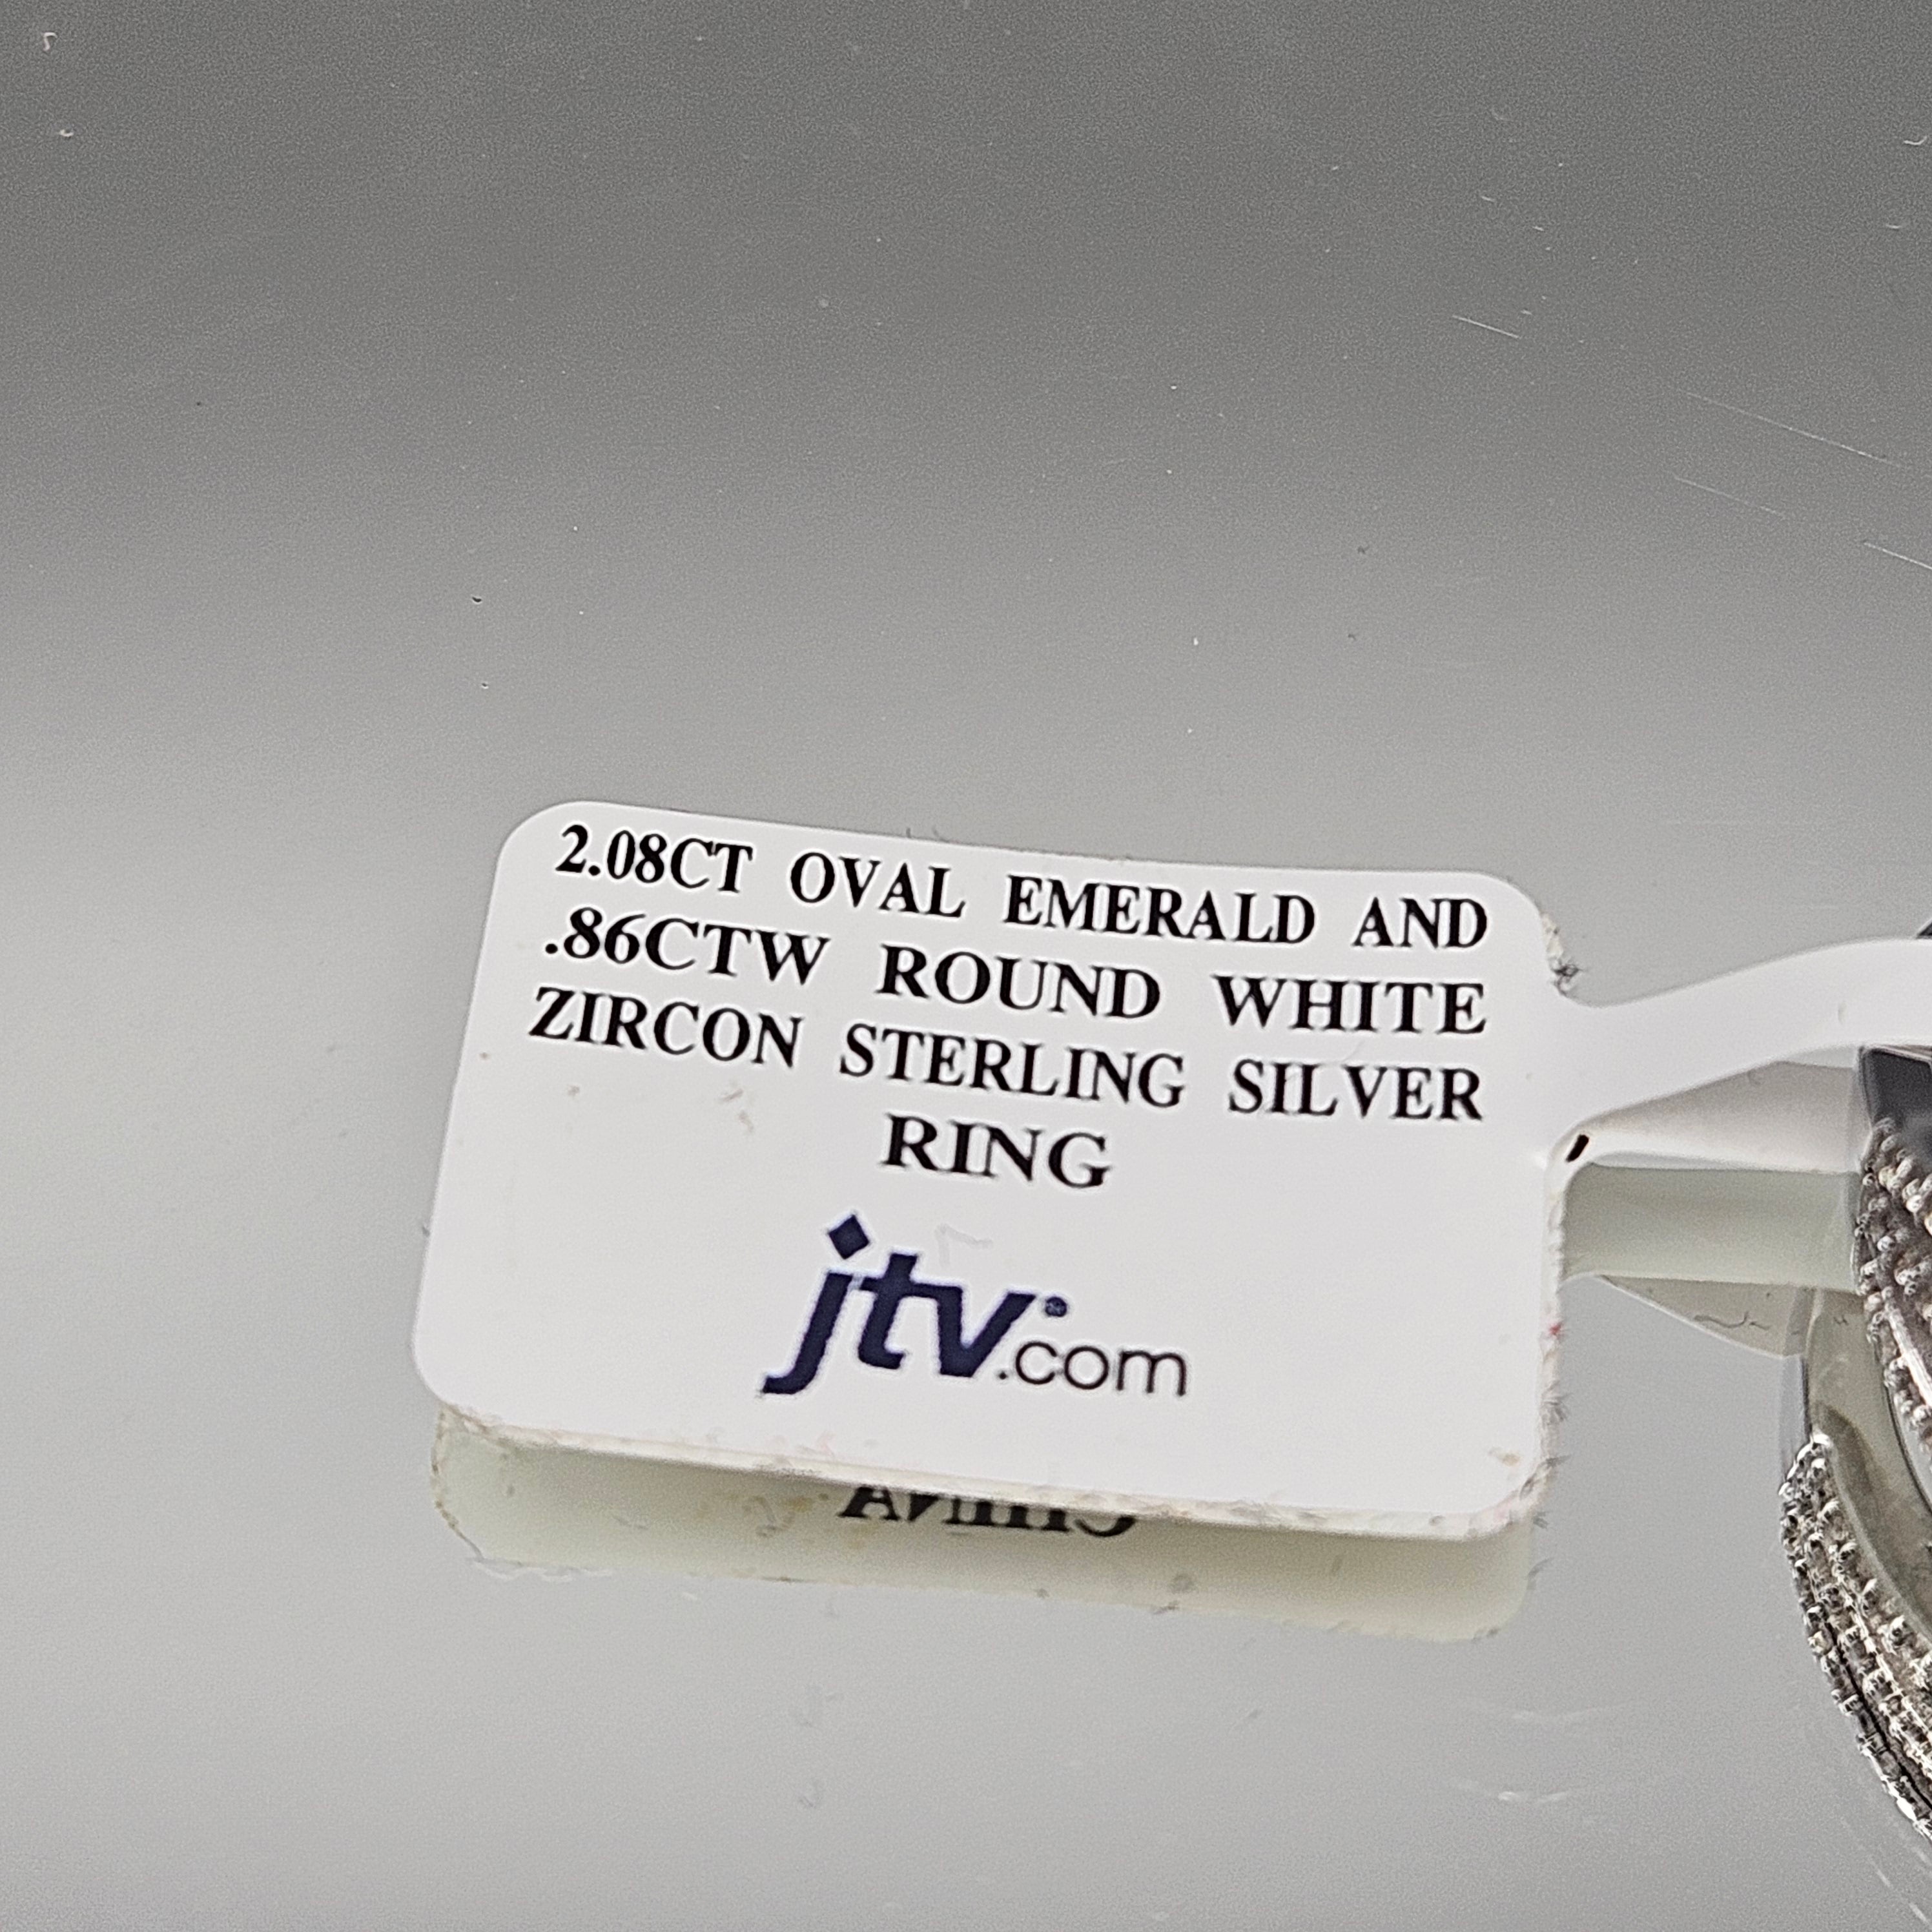 2.08CT OVAL EMERALD AND
.86CTW ROUND WHITE
ZIRCON STERLING SILVER
RING
jtv.com